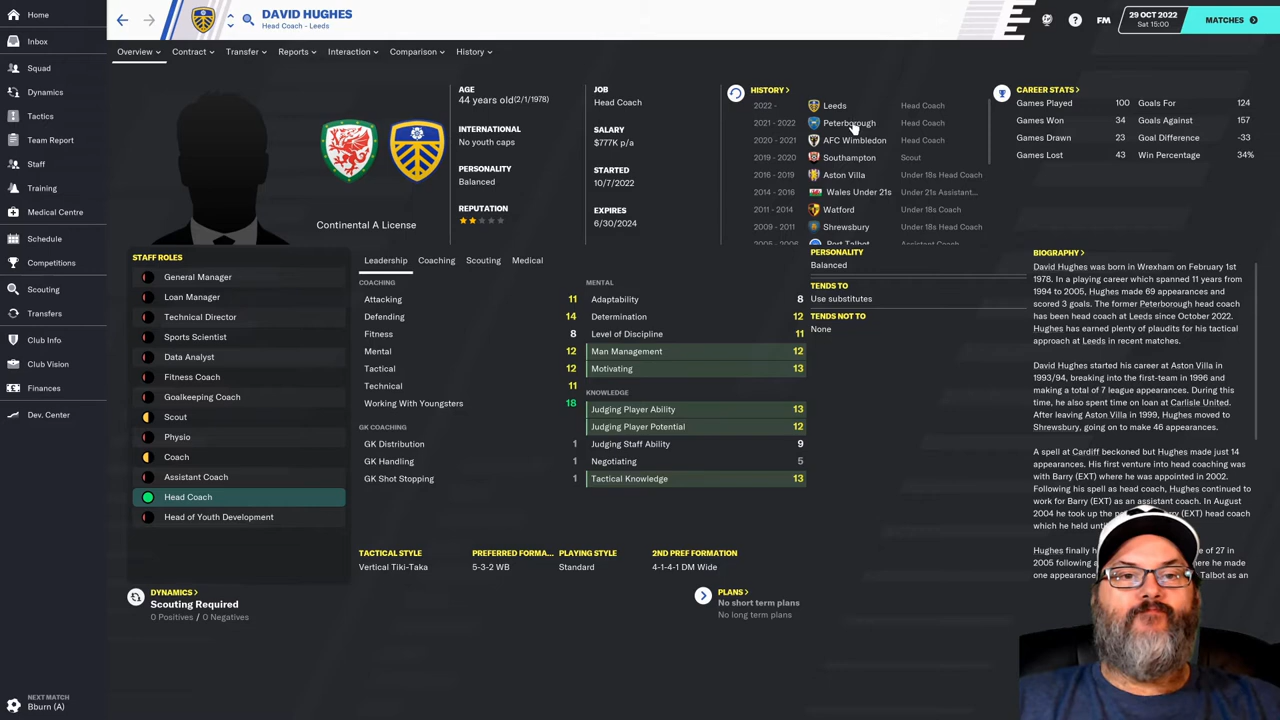 Home
Inbox
Squad
Dynamics
Tactics
Team Report
Staff
Training
Medical Centre
Schedule
Competitions
Scouting
Transfers
Club Info
Club Vision
Finances
Dev. Center
NEXT MATCH
Bburn (A)
DAVID HUGHES
Head Coach - Leeds
FM
29 OCT 2022
Sat 15:00
MATCHES
Overview
Contract
Transfer
Reports
Interaction
Comparison
History
Continental A License
AGE
44 years old(2/1/1978)
INTERNATIONAL
No youth caps
PERSONALITY
Balanced
REPUTATION
JOB
Head Coach
SALARY
$777K p/a
STARTED
10/7/2022
EXPIRES
6/30/2024
HISTORY
2022 - Leeds Head Coach
2021 - 2022 Peterborough Head Coach
2020 - 2021 AFC Wimbledon Head Coach
2019 - 2020 Southampton Scout
2016 - 2019 Aston Villa Under 18s Head Coach
2014 - 2016 Wales Under 21s Under 21s Assistant...
2011 - 2014 Watford Under 18s Coach
2009 - 2011 Shrewsbury Under 18s Head Coach
2005 - 2006 Port Talbot Assistant Coach
CAREER STATS
Games Played 100 Goals For 124
Games Won 34 Goals Against 157
Games Drawn 23 Goal Difference -33
Games Lost 43 Win Percentage 34%
STAFF ROLES
General Manager
Loan Manager
Technical Director
Sports Scientist
Data Analyst
Fitness Coach
Goalkeeping Coach
Scout
Physio
Coach
Assistant Coach
Head Coach
Head of Youth Development
Leadership
Coaching
Scouting
Medical
COACHING
Attacking 11
Defending 14
Fitness 8
Mental 12
Tactical 12
Technical 11
Working With Youngsters 18
GK COACHING
GK Distribution 1
GK Handling 1
GK Shot Stopping 1
MENTAL
Adaptability 8
Determination 12
Level of Discipline 11
Man Management 12
Motivating 13
KNOWLEDGE
Judging Player Ability 13
Judging Player Potential 12
Judging Staff Ability 9
Negotiating 5
Tactical Knowledge 13
PERSONALITY
Balanced
TENDS TO
Use substitutes
TENDS NOT TO
None
BIOGRAPHY
David Hughes was born in Wrexham on February 1st
1978. In a playing career which spanned 11 years from
1994 to 2005, Hughes made 69 appearances and
scored 3 goals. The former Peterborough head coach
has been head coach at Leeds since October 2022.
Hughes has earned plenty of plaudits for his tactical
approach at Leeds in recent matches.
David Hughes started his career at Aston Villa in
1993/94, breaking into the first-team in 1996 and
making a total of 7 league appearances. During this
time, he also spent time on loan at Carlisle United.
After leaving Aston Villa in 1999, Hughes moved to
Shrewsbury, going on to make 46 appearances.
A spell at Cardiff beckoned but Hughes made just 14
appearances. His first venture into head coaching was
with Barry (EXT) where he was appointed in 2002.
Following his spell as head coach, Hughes continued to
work for Barry (EXT) as an assistant coach. In August
2004 he took up the (EXT) head coach
which he held
Hughes finally of 27 in
2005 following where he made
one appearance Talbot as an
TACTICAL STYLE
Vertical Tiki-Taka
PREFERRED FORMA...
5-3-2 WB
PLAYING STYLE
Standard
2ND PREF FORMATION
4-1-4-1 DM Wide
DYNAMICS
Scouting Required
0 Positives / 0 Negatives
PLANS
No short term plans
No long term plans